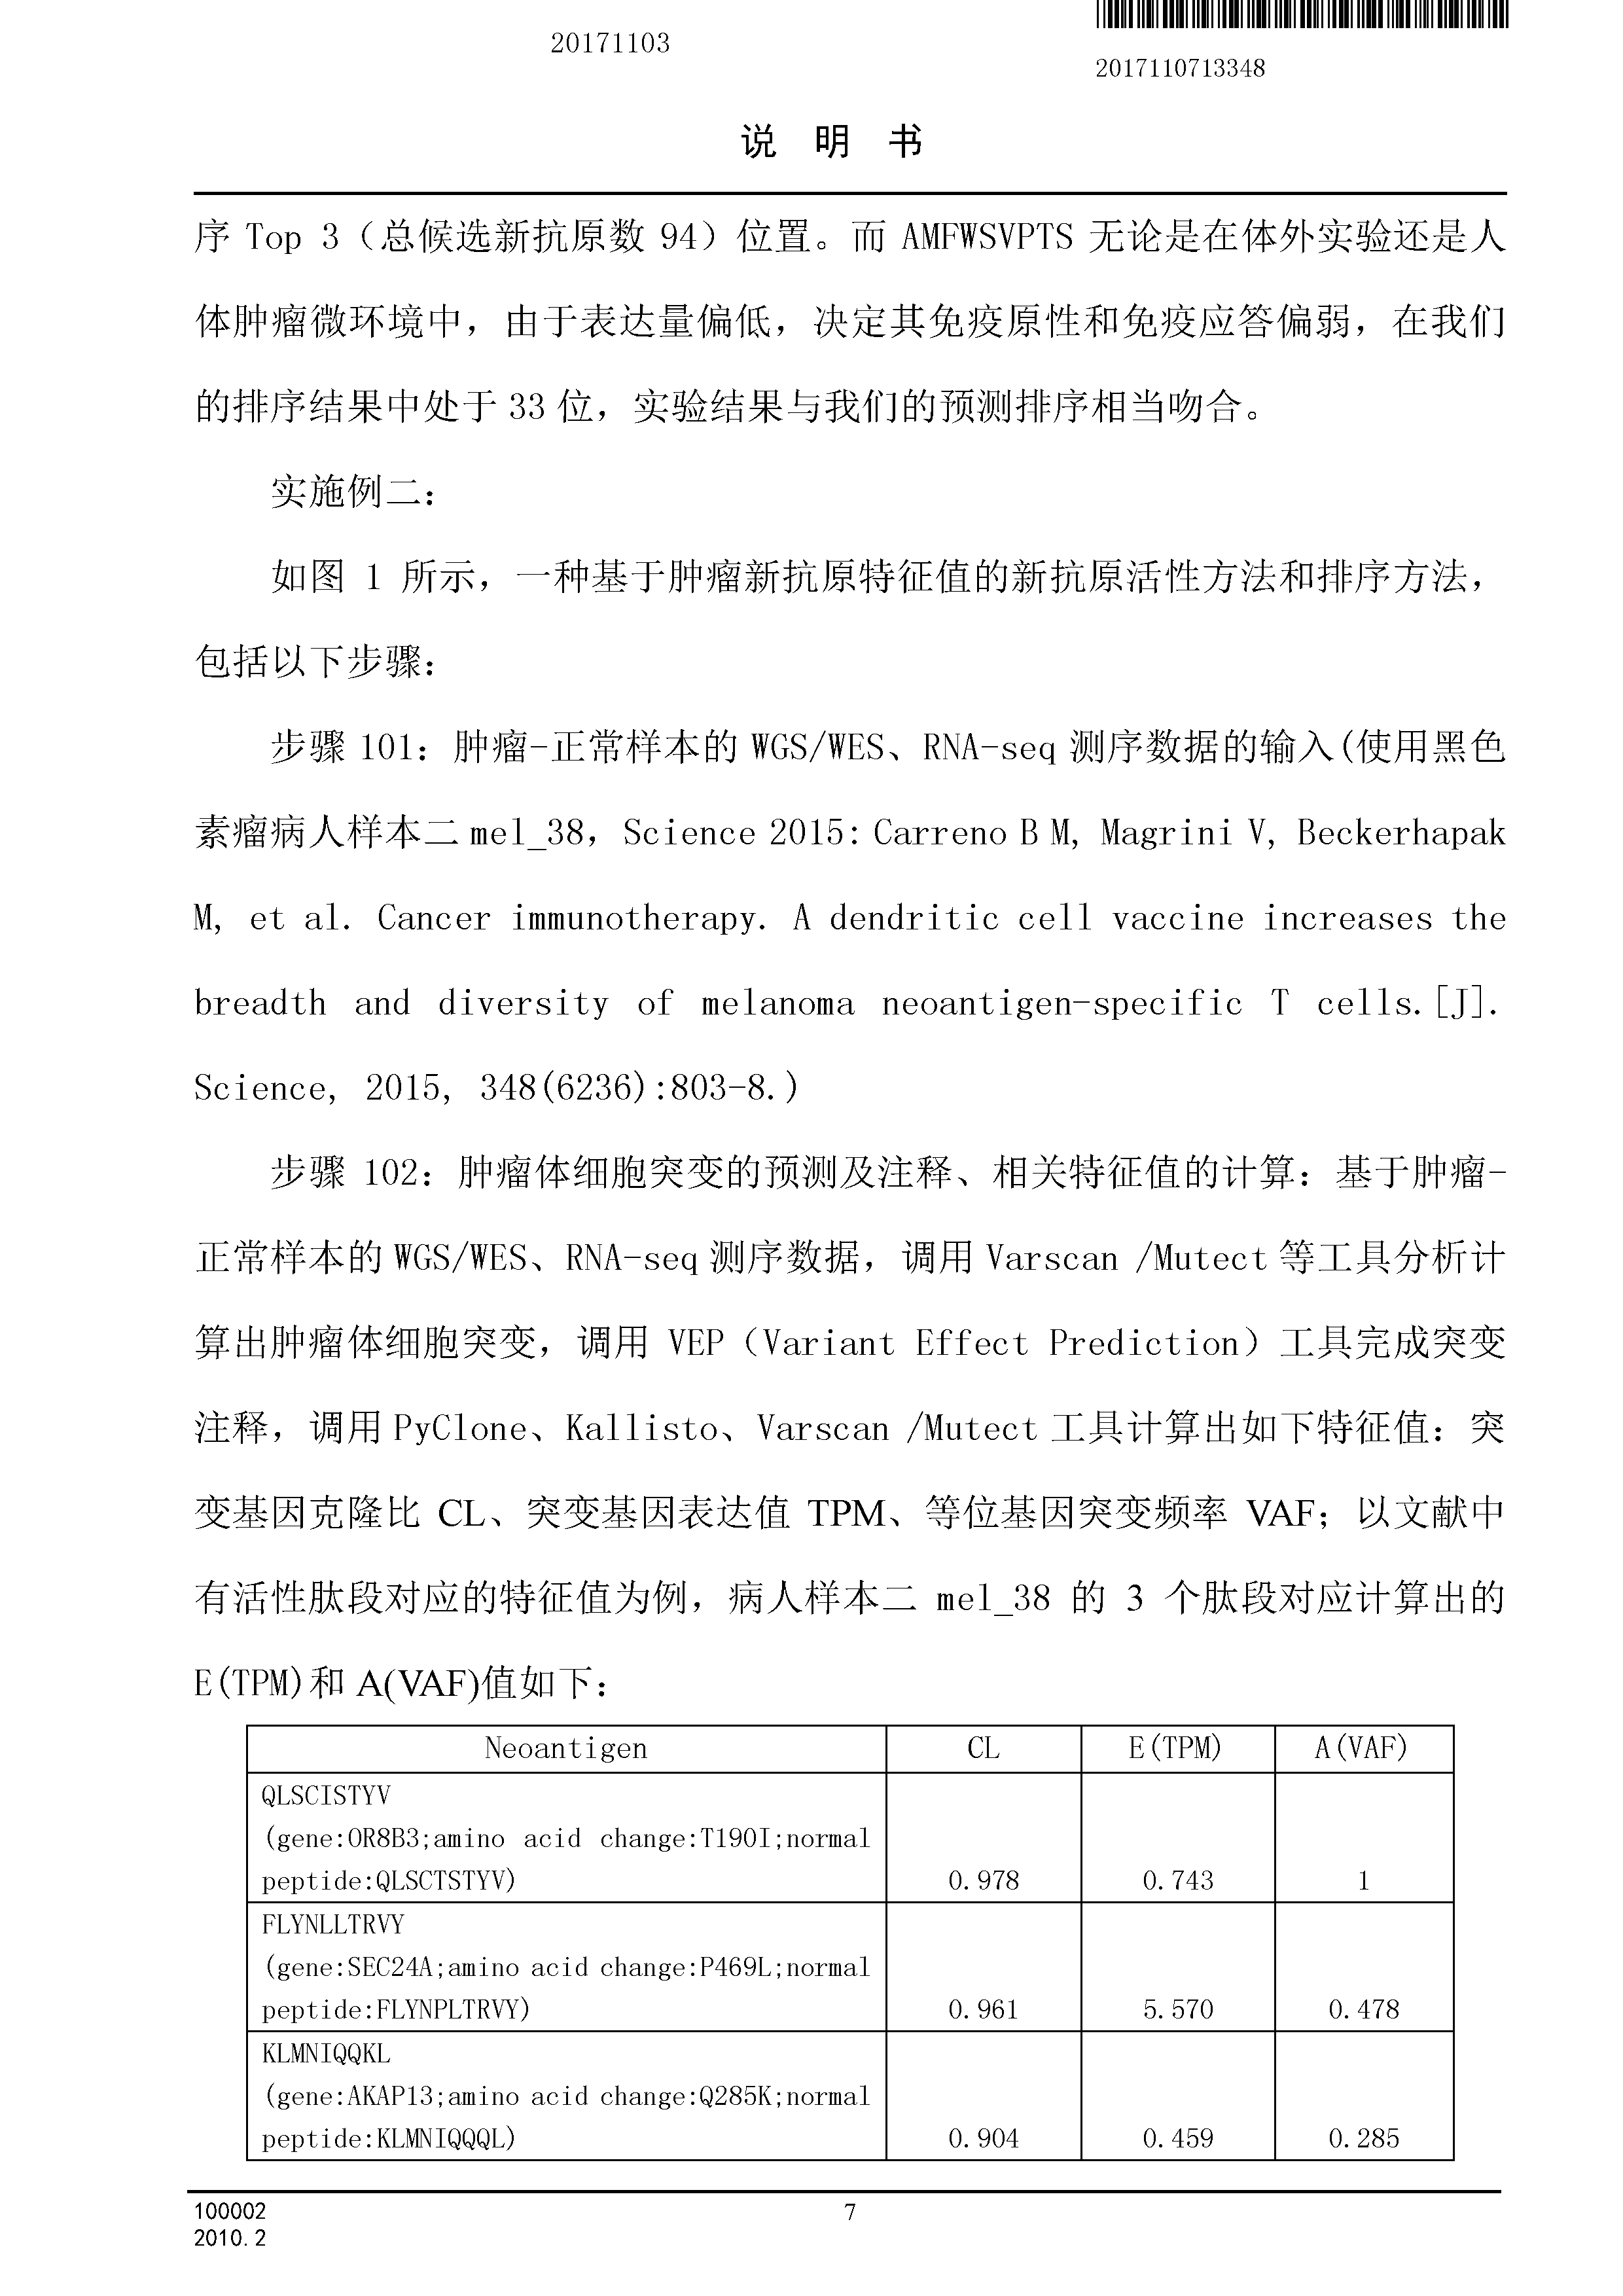 20171103
2017110713348
说 明 书
序 Top 3（总候选新抗原数 94）位置。而 AMFWSVPTS 无论是在体外实验还是人
体肿瘤微环境中，由于表达量偏低，决定其免疫原性和免疫应答偏弱，在我们
的排序结果中处于 33 位，实验结果与我们的预测排序相当吻合。
实施例二：
如图 1 所示，一种基于肿瘤新抗原特征值的新抗原活性方法和排序方法，
包括以下步骤：
步骤 101：肿瘤-正常样本的 WGS/WES、RNA-seq 测序数据的输入(使用黑色
素瘤病人样本二 mel_38，Science 2015: Carreno B M, Magrini V, Beckerhapak
M, et al. Cancer immunotherapy. A dendritic cell vaccine increases the
breadth and diversity of melanoma neoantigen-specific T cells.[J].
Science, 2015, 348(6236):803-8.)
步骤 102：肿瘤体细胞突变的预测及注释、相关特征值的计算：基于肿瘤-
正常样本的 WGS/WES、RNA-seq 测序数据，调用 Varscan /Mutect 等工具分析计
算出肿瘤体细胞突变，调用 VEP（Variant Effect Prediction）工具完成突变
注释，调用 PyClone、Kallisto、Varscan /Mutect 工具计算出如下特征值：突
变基因克隆比 CL、突变基因表达值 TPM、等位基因突变频率 VAF；以文献中
有活性肽段对应的特征值为例，病人样本二 mel_38 的 3 个肽段对应计算出的
E(TPM)和 A(VAF)值如下：
Neoantigen CL E(TPM) A(VAF)
QLSCISTYV
(gene:OR8B3;amino acid change:T190I;normal
peptide:QLSCTSTYV) 0.978 0.743 1
FLYNLLTRVY
(gene:SEC24A;amino acid change:P469L;normal
peptide:FLYNPLTRVY) 0.961 5.570 0.478
KLMNIQQKL
(gene:AKAP13;amino acid change:Q285K;normal
peptide:KLMNIQQQL) 0.904 0.459 0.285
100002
2010.2
7